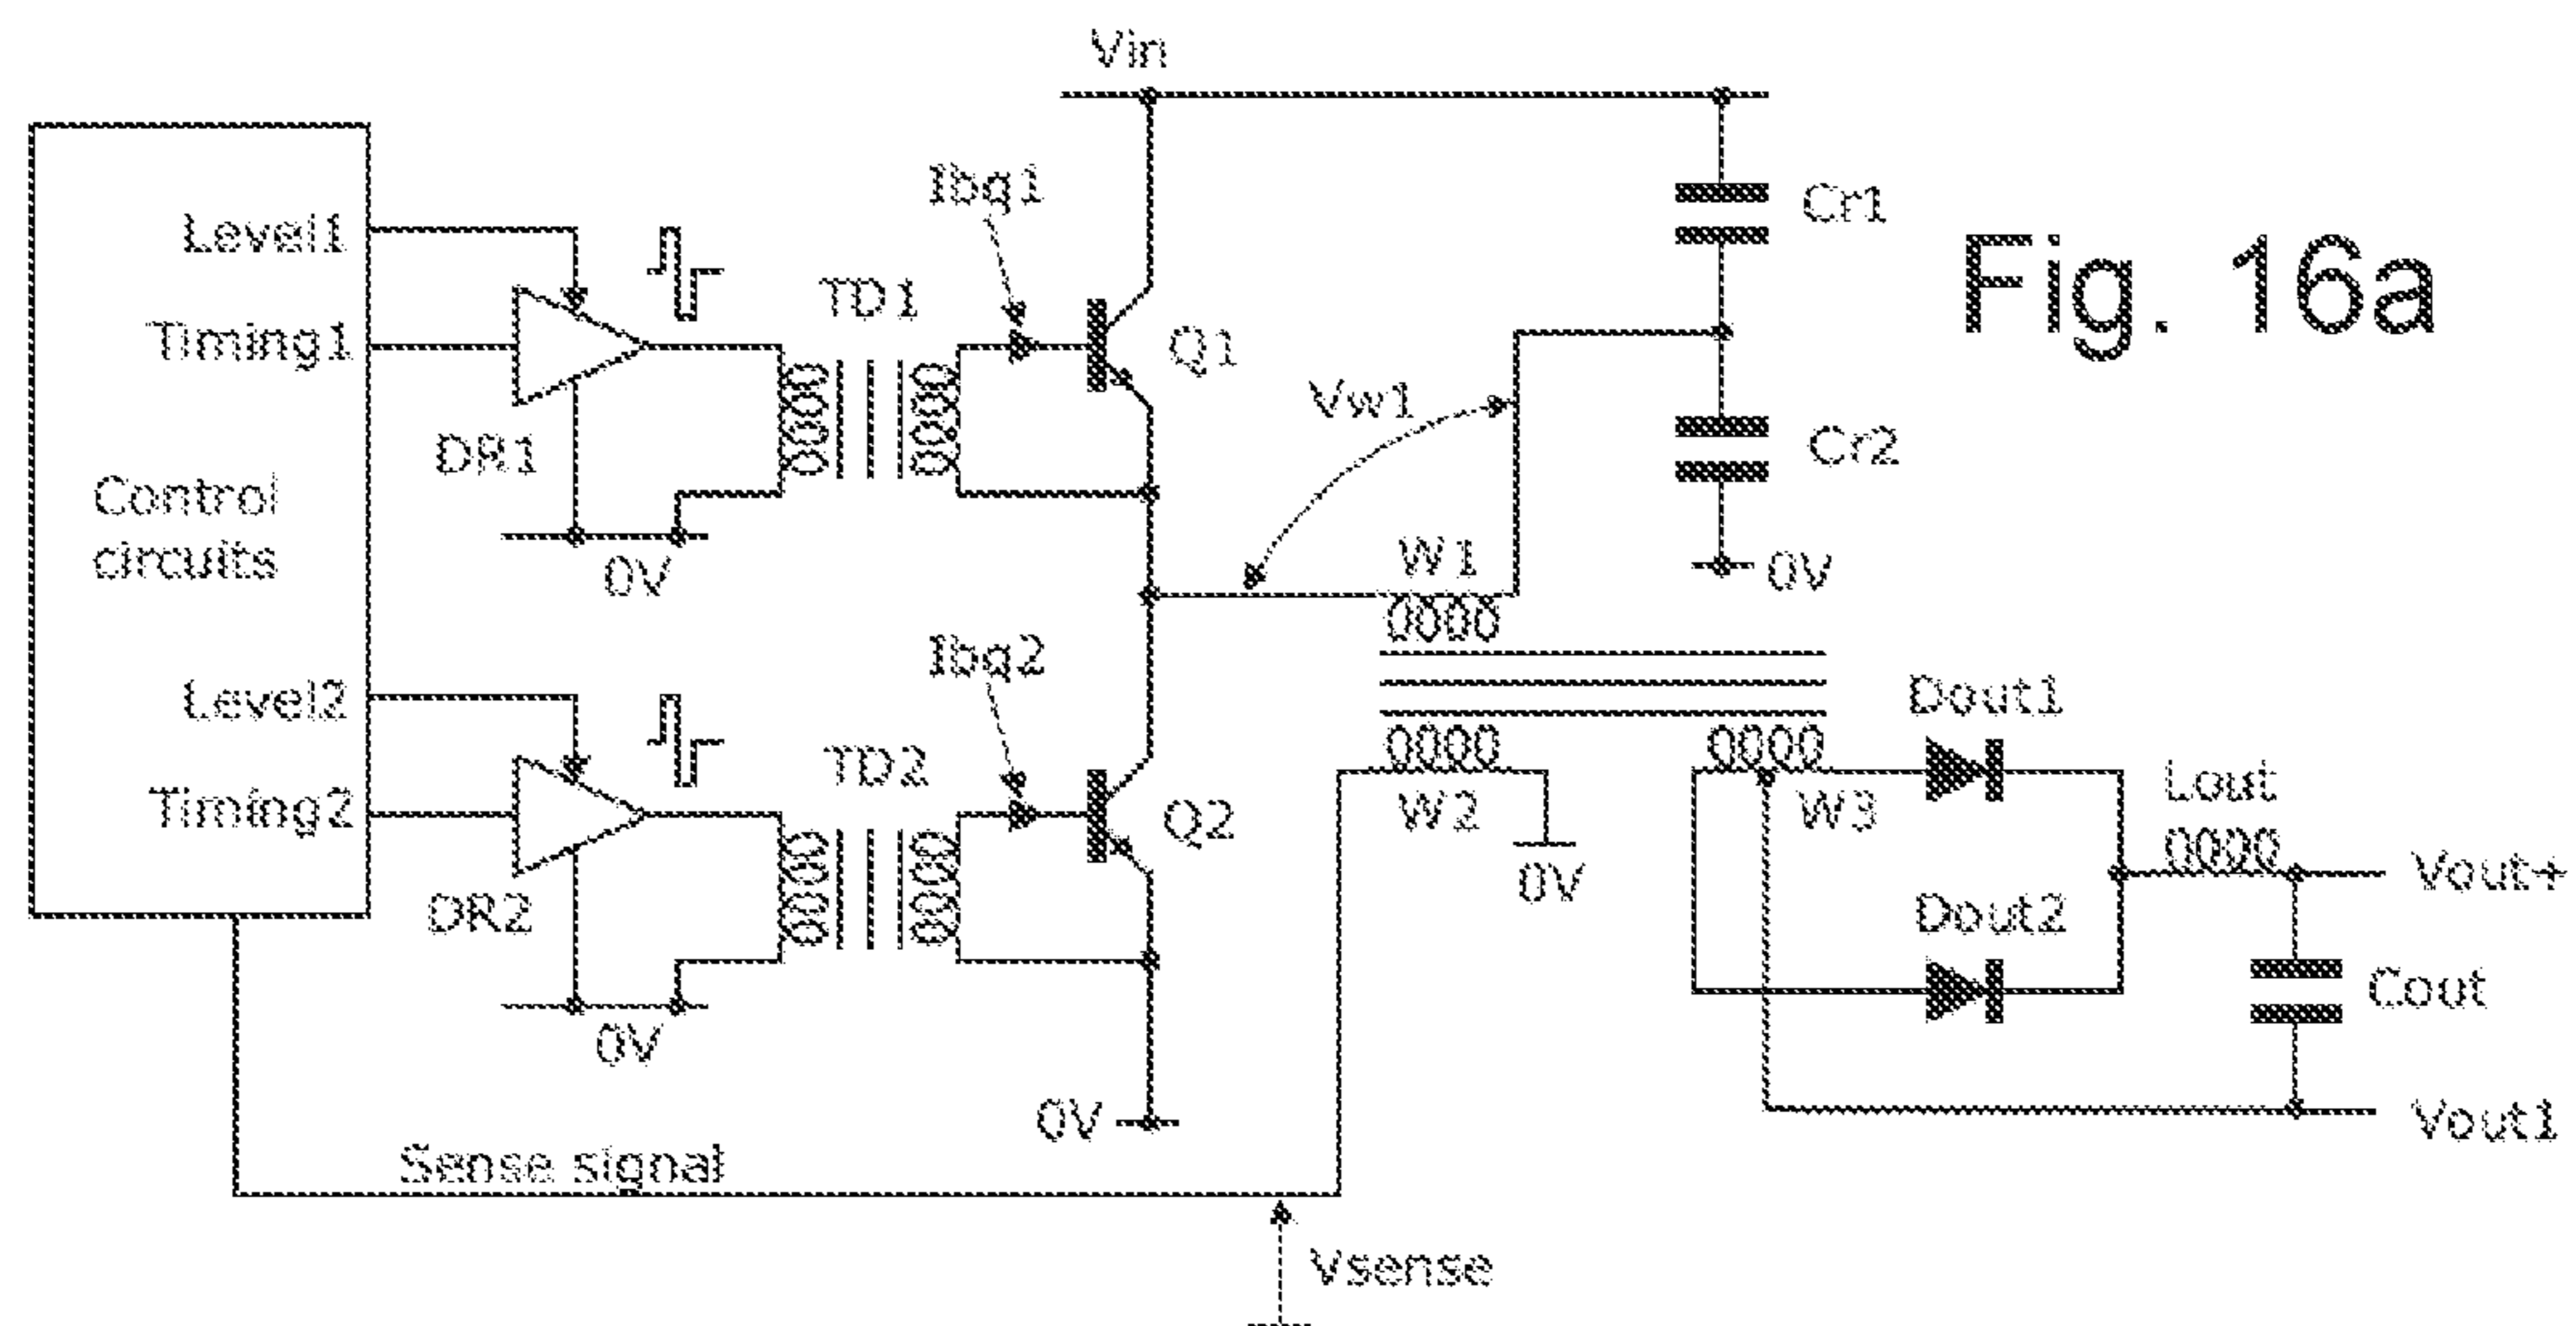 Vin
Ibq1
Level1
Cr1
Fig. 16a
TD1
Timing1
Q1
Vw1
DR1
Cr2
Control
circuits
0V
W1
0V
Ibq2
Level2
Dout1
TD2
Timing2
Q2
W2
W3
Lout
DR2
0V
Vout+
Dout2
0V
Cout
0V
Vout1
Sense signal
Vsense